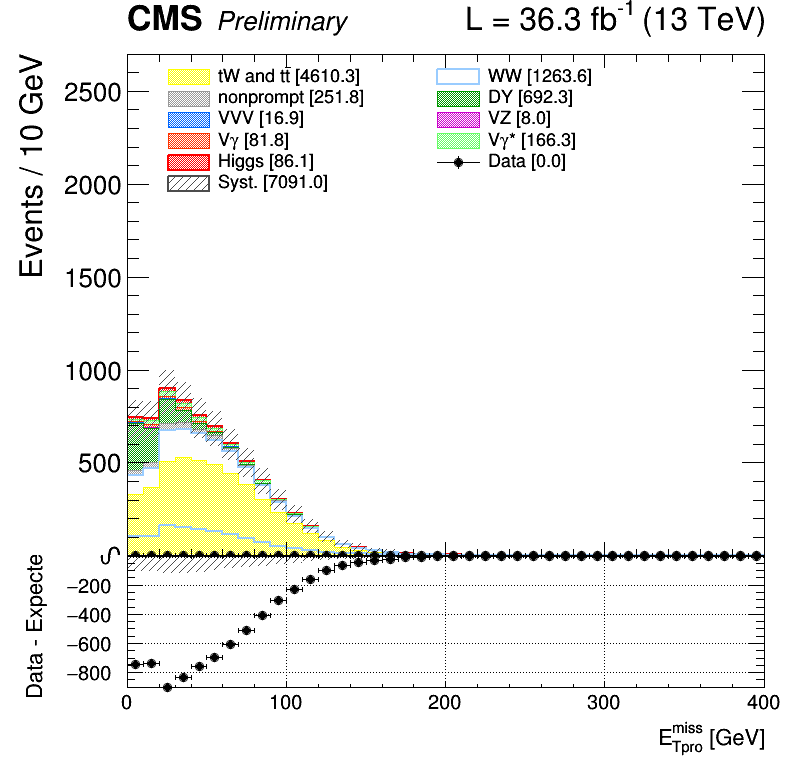 CMS Preliminary L = 36.3 fb⁻¹ (13 TeV)
Events / 10 GeV
2500
2000
1500
1000
500
0
tW and tt̄ [4610.3]
nonprompt [251.8]
VVV [16.9]
Vγ [81.8]
Higgs [86.1]
Syst. [7091.0]
WW [1263.6]
DY [692.3]
VZ [8.0]
Vγ* [166.3]
Data [0.0]
Data - Expecte
−200
−400
−600
−800
0 100 200 300 400
E_Tpro^miss [GeV]